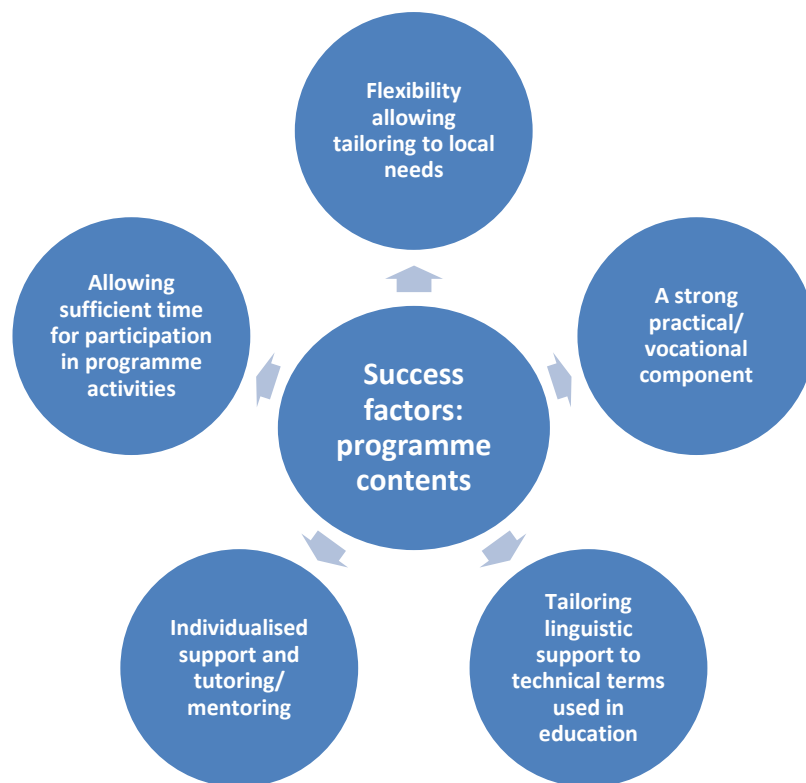 Flexibility
allowing
tailoring to local
needs
Allowing
sufficient time
for participation
in programme
activities
A strong
practical/
vocational
component
Success
factors:
programme
contents
Individualised
support and
tutoring/
mentoring
Tailoring
linguistic
support to
technical terms
used in
education